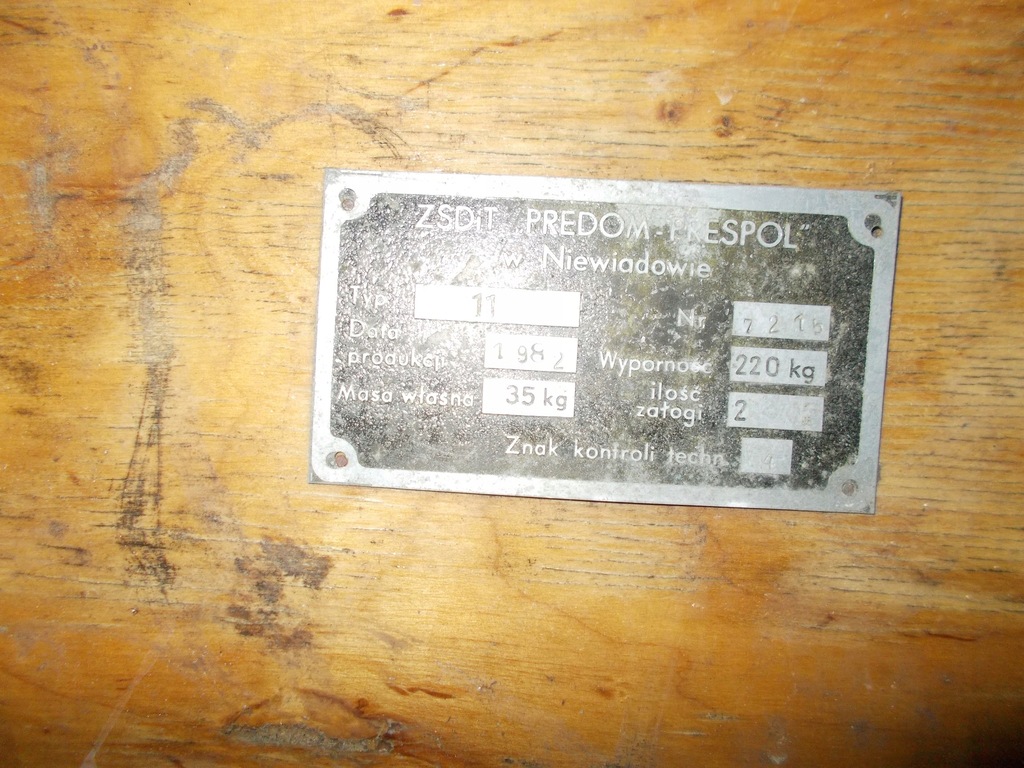 ZSDiT „PREDOM-PRESPOL"
w Niewiadowie
Typ 11 Nr 7215
Data produkcji 1982 Wyporność 220 kg
Masa własna 35 kg ilość załogi 2
Znak kontroli techn.